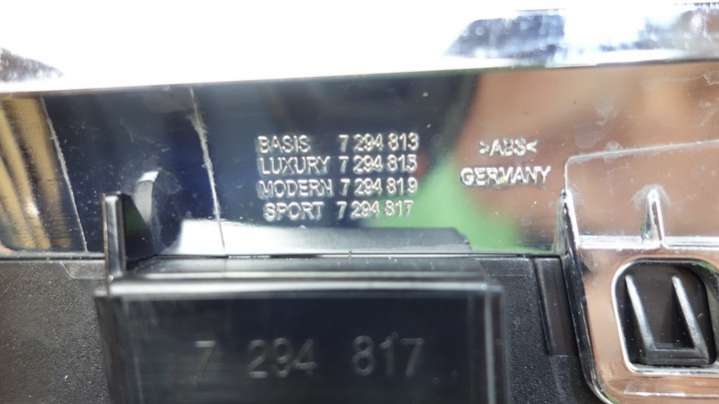 BASIS 7 294 813
LUXURY 7 294 815
MODERN 7 294 819
SPORT 7 294 817
>ABS<
GERMANY
7 294 817